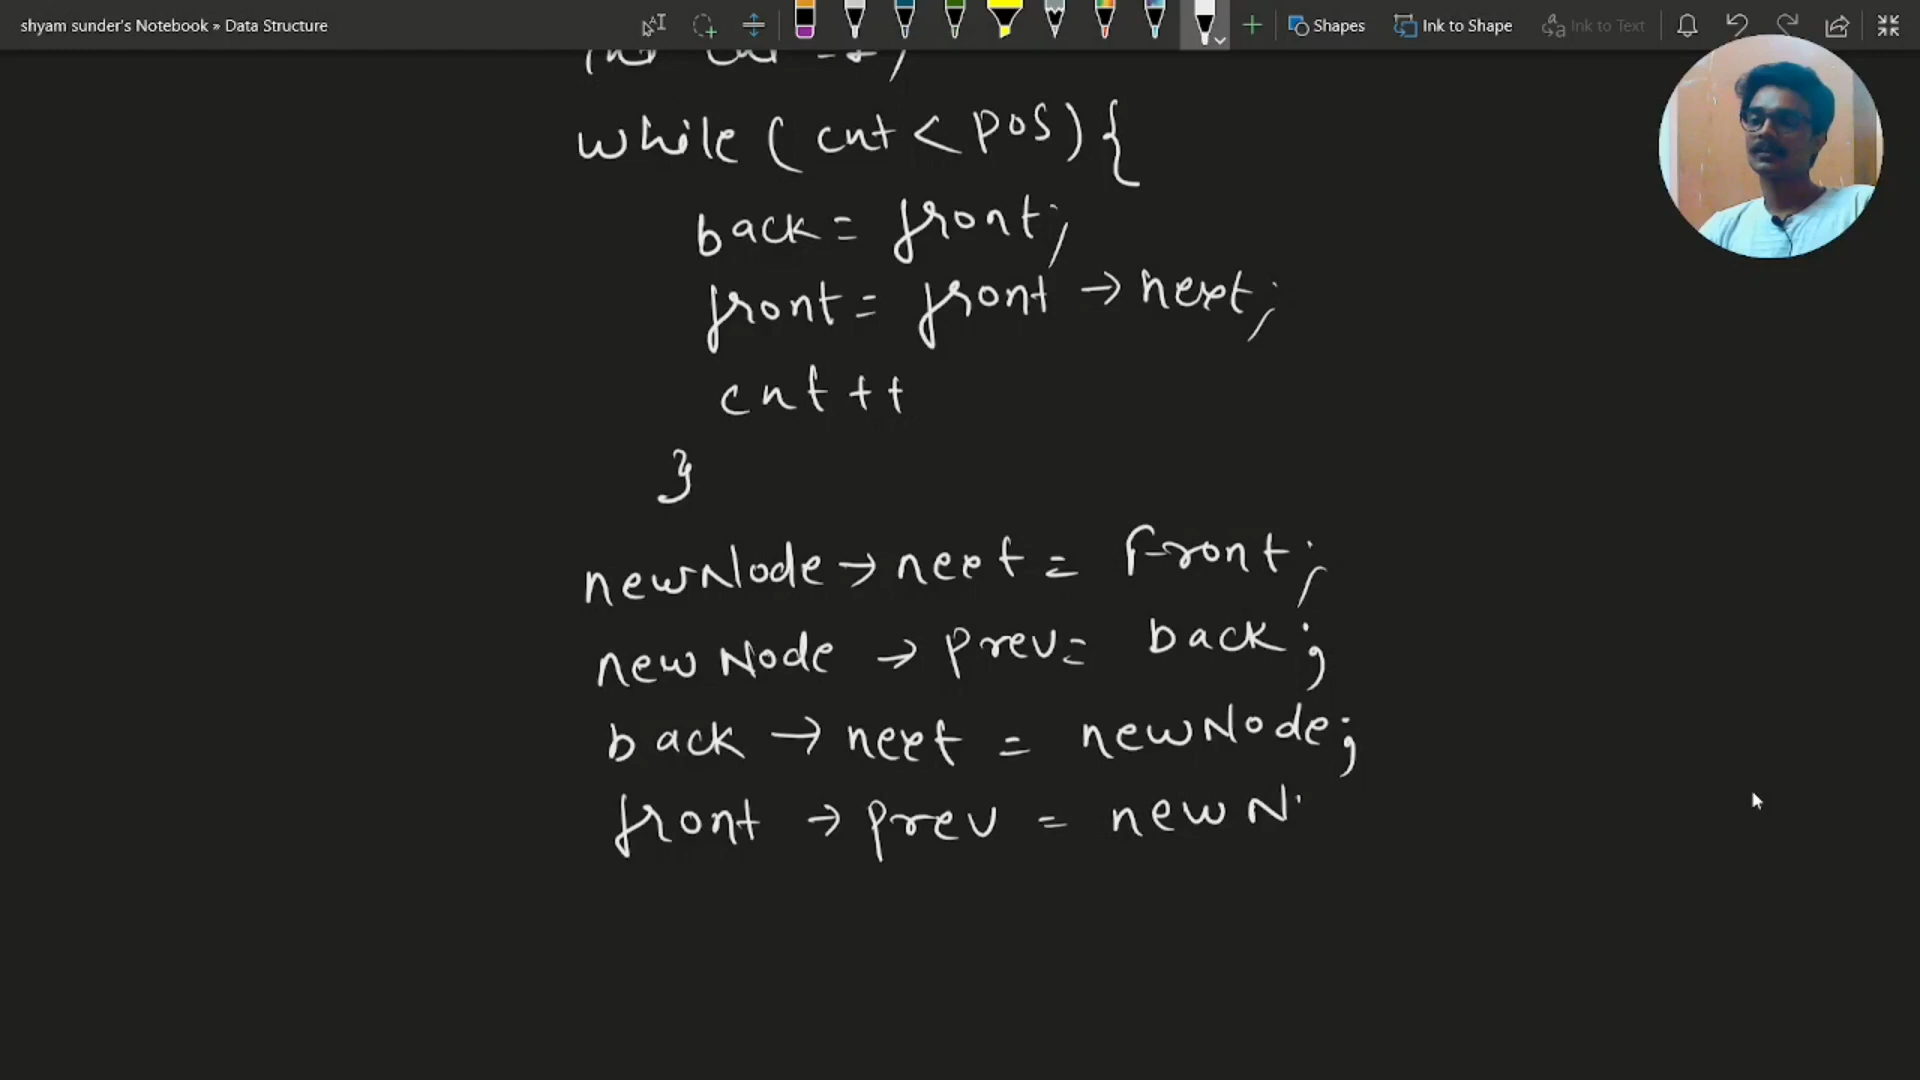 shyam sunder's Notebook » Data Structure
Shapes
Ink to Shape
Ink to Text
while ( cnt < pos) {
back = front;
front = front → next;
cnt ++
}
newNode → next = Front;
new Node → prev = back ;
back → next = newNode;
front → prev = new N